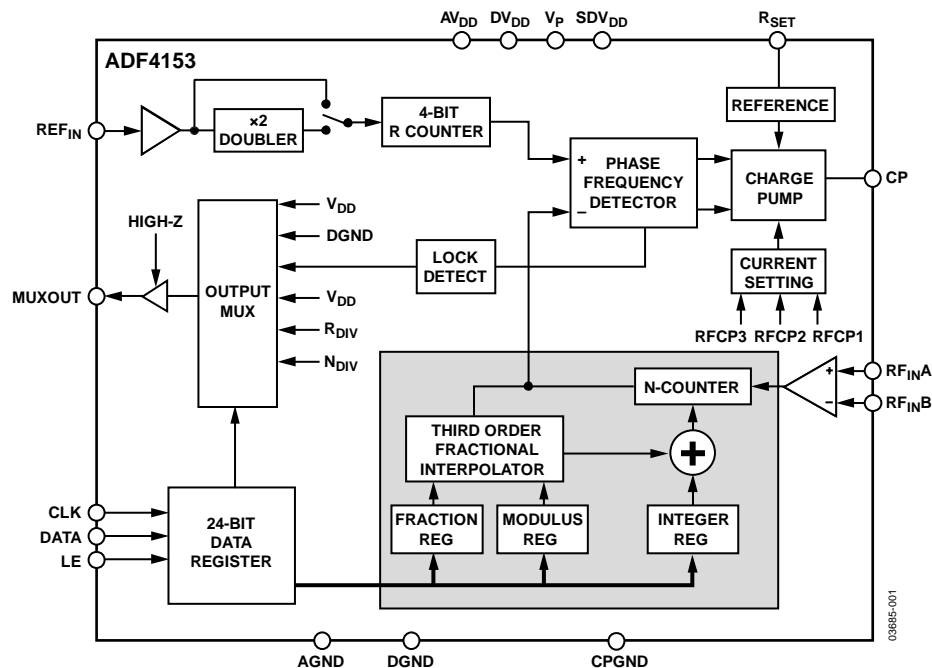 AVDD
DVDD
VP
SDVDD
RSET
ADF4153
REFIN
×2
DOUBLER
4-BIT
R COUNTER
REFERENCE
+
−
PHASE
FREQUENCY
DETECTOR
CHARGE
PUMP
CP
HIGH-Z
MUXOUT
OUTPUT
MUX
VDD
DGND
LOCK
DETECT
VDD
RDIV
NDIV
CURRENT
SETTING
RFCP3
RFCP2
RFCP1
N-COUNTER
+
−
RFINA
RFINB
THIRD ORDER
FRACTIONAL
INTERPOLATOR
+
FRACTION
REG
MODULUS
REG
INTEGER
REG
CLK
DATA
LE
24-BIT
DATA
REGISTER
AGND
DGND
CPGND
03685-001